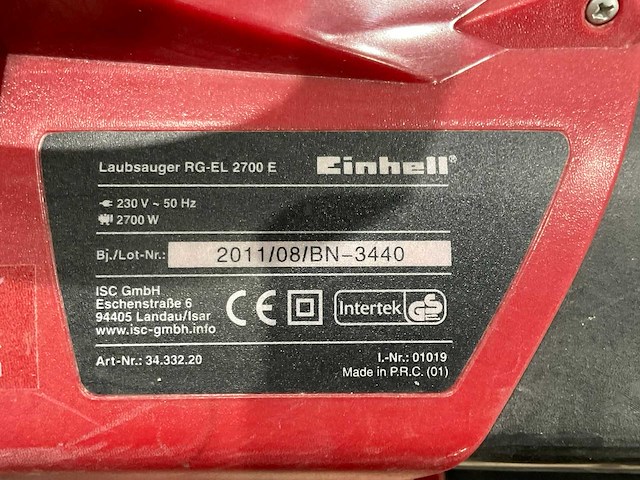 Laubsauger RG-EL 2700 E
Einhell®
230 V ~ 50 Hz
2700 W
Bj./Lot-Nr.: 2011/08/BN-3440
ISC GmbH
Eschenstraße 6
94405 Landau/Isar
www.isc-gmbh.info
CE
Intertek GS
Art-Nr.: 34.332.20
I.-Nr.: 01019
Made in P.R.C. (01)